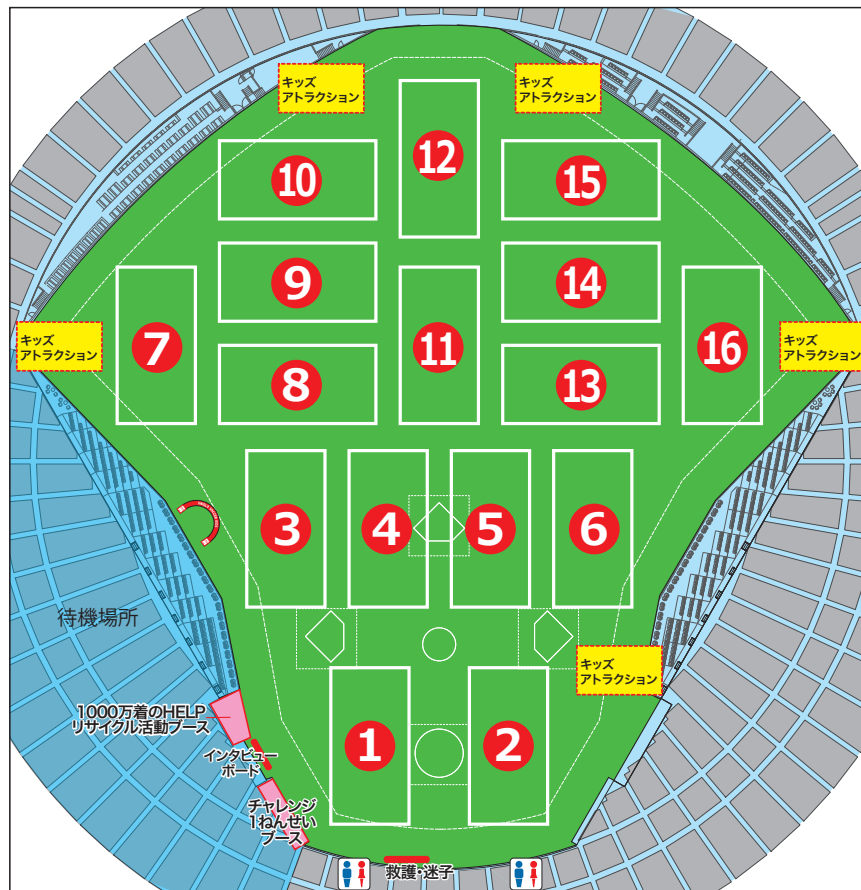 キッズ
アトラクション
キッズ
アトラクション
12
10
15
9
14
キッズ
アトラクション
7
11
16
キッズ
アトラクション
8
13
3
4
5
6
待機場所
キッズ
アトラクション
1000万着のHELP
リサイクル活動ブース
1
2
インタビュー
ボード
チャレンジ
1ねんせい
ブース
救護・迷子